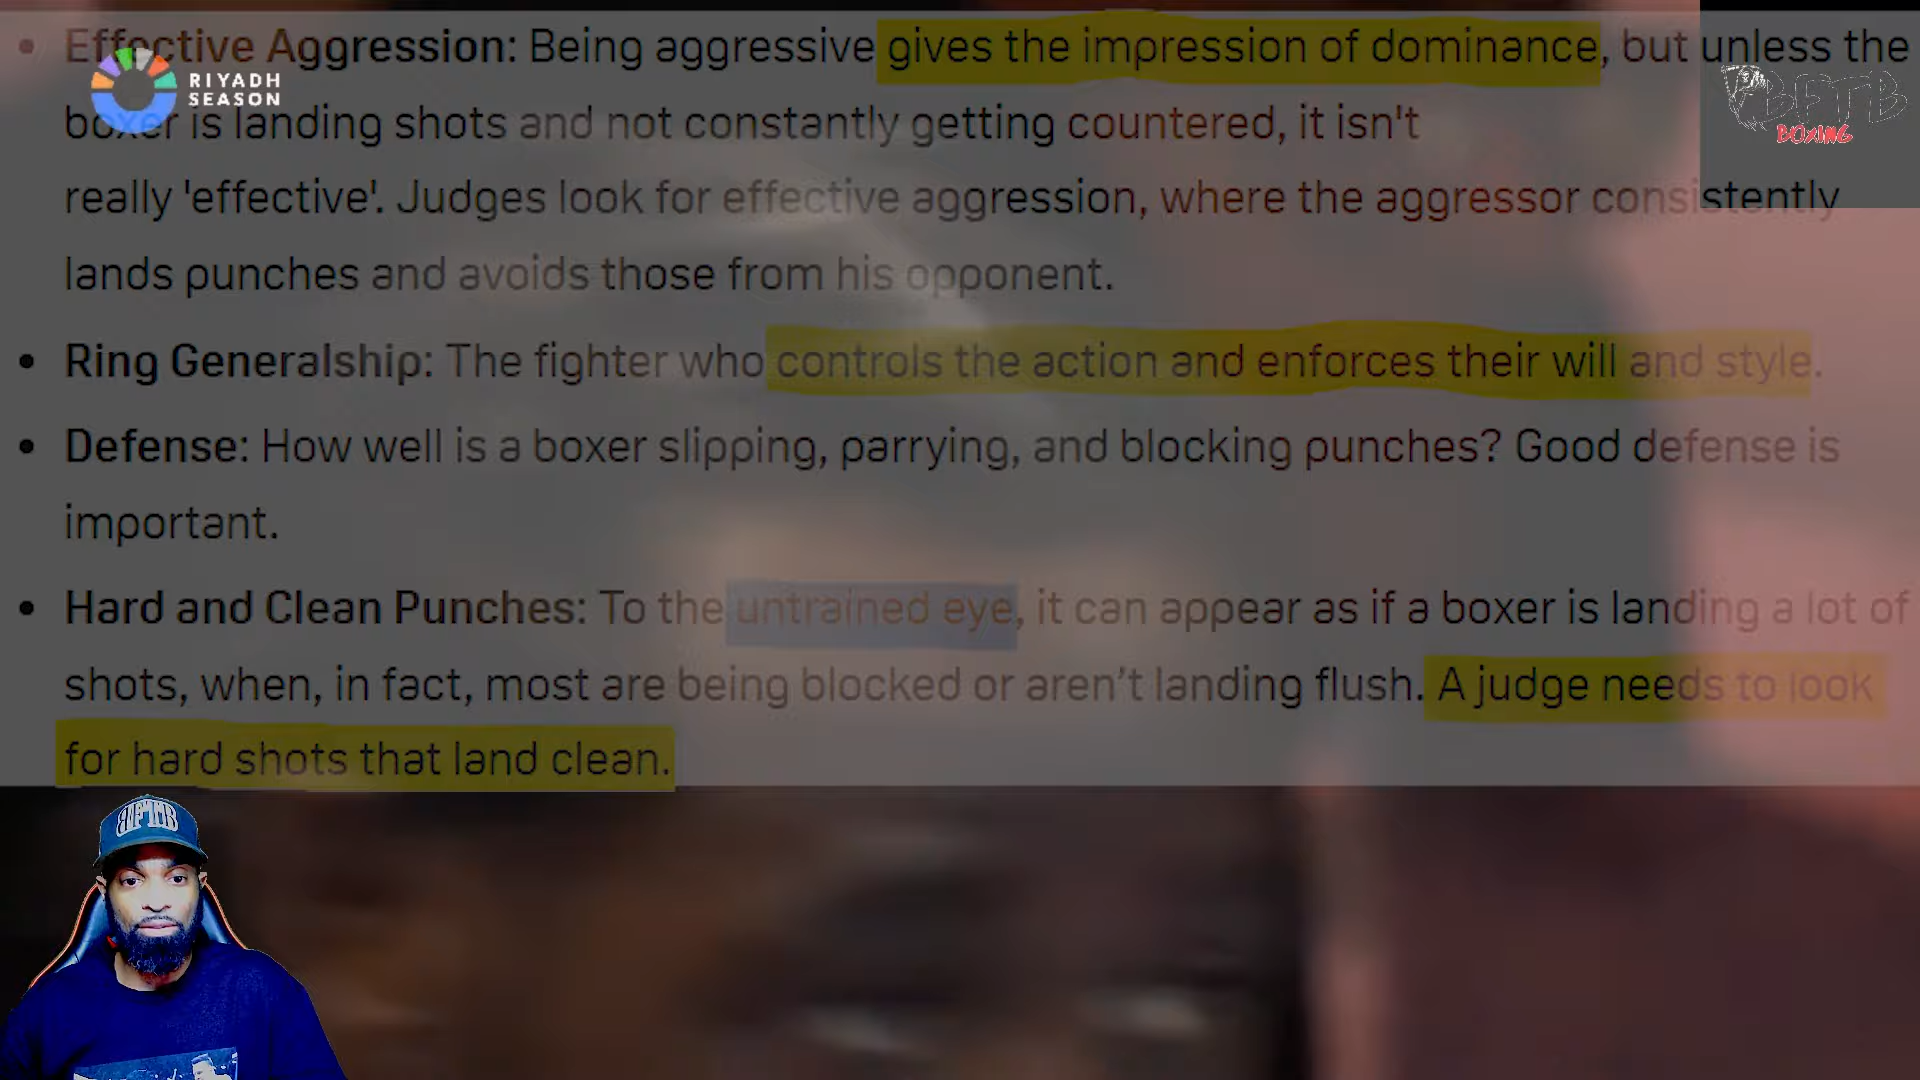 Effective Aggression: Being aggressive gives the impression of dominance, but unless the
RIYADH
SEASON
BFTB
BOXING
boxer is landing shots and not constantly getting countered, it isn't
really 'effective'. Judges look for effective aggression, where the aggressor consistently
lands punches and avoids those from his opponent.
Ring Generalship: The fighter who controls the action and enforces their will and style.
Defense: How well is a boxer slipping, parrying, and blocking punches? Good defense is
important.
Hard and Clean Punches: To the untrained eye, it can appear as if a boxer is landing a lot of
shots, when, in fact, most are being blocked or aren't landing flush. A judge needs to look
for hard shots that land clean.